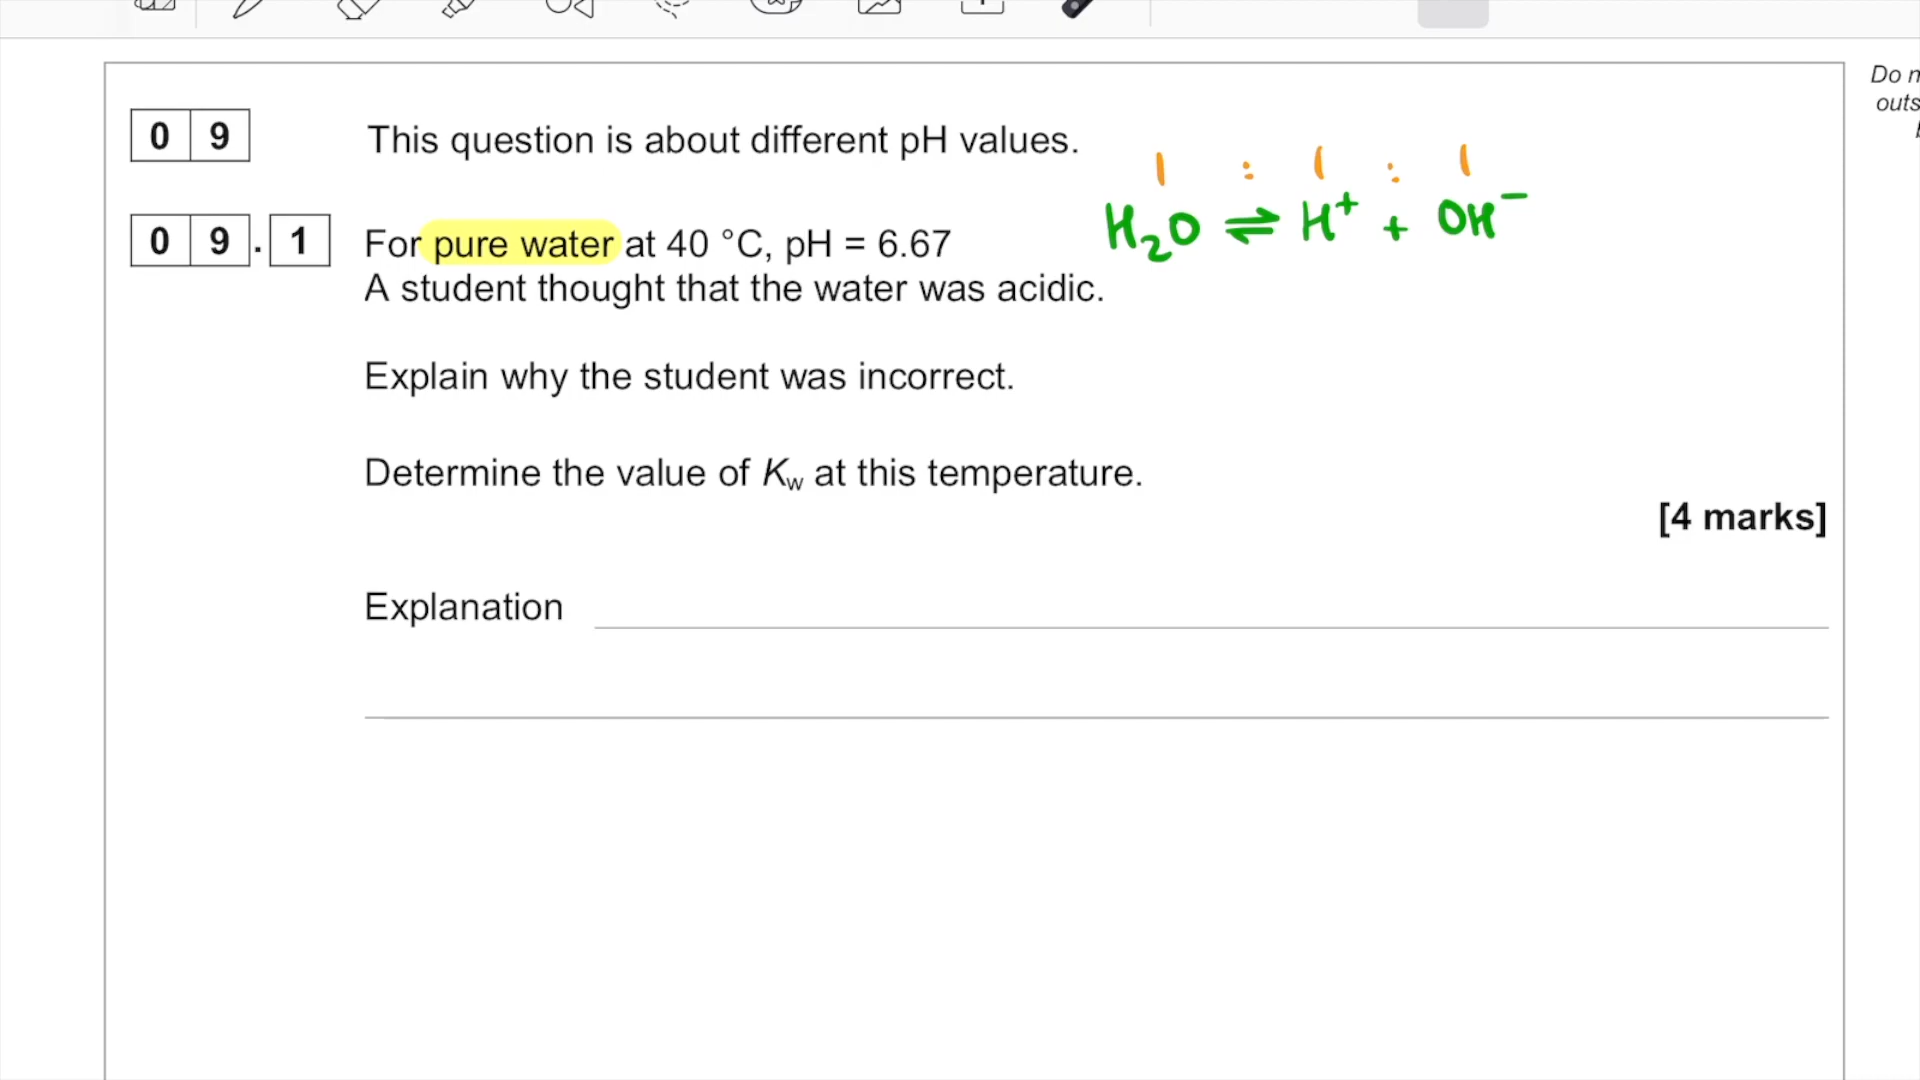 Do n
outs
0 9 This question is about different pH values.
1 : 1 : 1
H₂O ⇌ H⁺ + OH⁻
0 9 . 1 For pure water at 40 °C, pH = 6.67
A student thought that the water was acidic.
Explain why the student was incorrect.
Determine the value of Kw at this temperature.
[4 marks]
Explanation